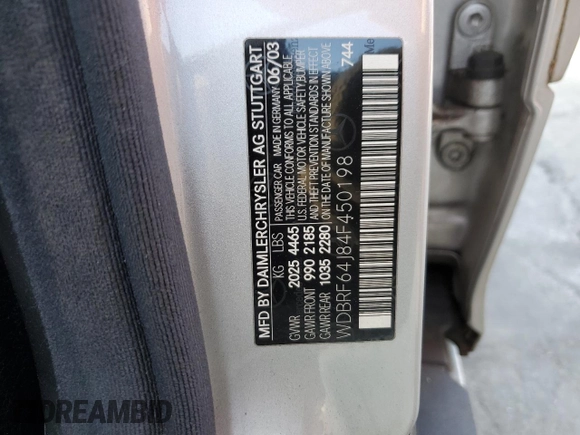 MFD BY DAIMLERCHRYSLER AG STUTTGART
PASSENGER CAR MADE IN GERMANY 06/03
KG LBS
THIS VEHICLE CONFORMS TO ALL APPLICABLE
GVWR 2025 4465
U.S. FEDERAL MOTOR VEHICLE SAFETY, BUMPER
GAWR FRONT 990 2185
AND THEFT PREVENTION STANDARDS IN EFFECT
GAWR REAR 1035 2280
ON THE DATE OF MANUFACTURE SHOWN ABOVE
WDBRF64J84F450198
744
DREAMBID